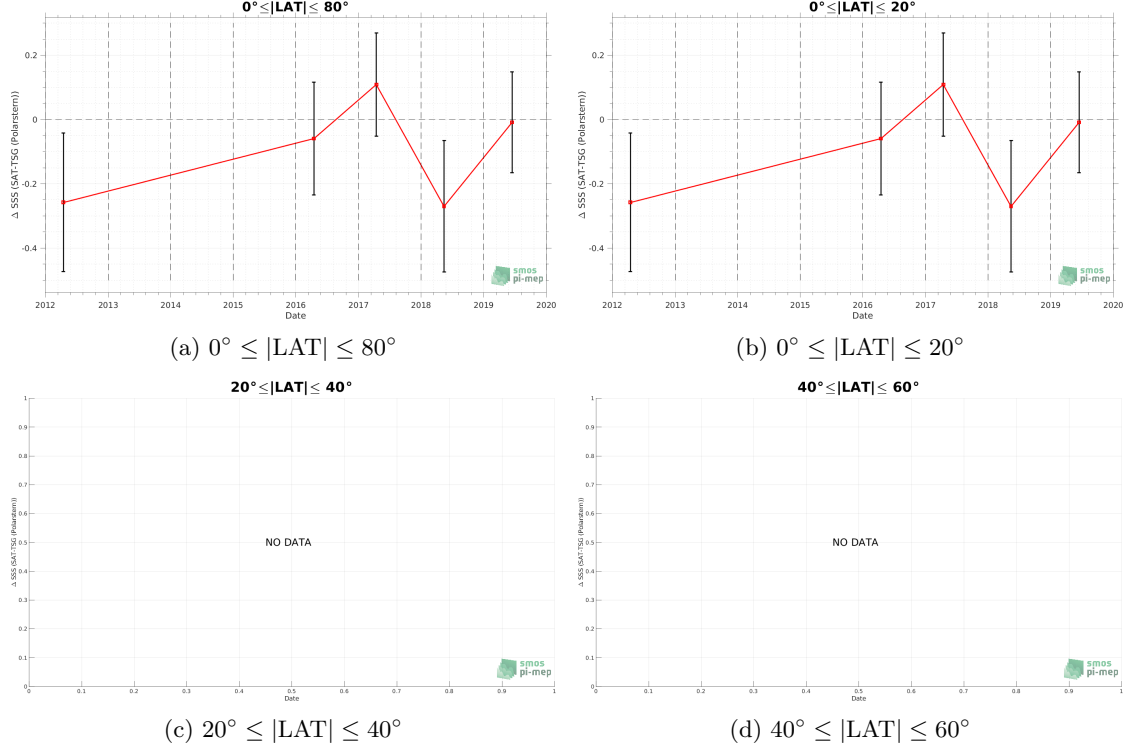 0°≤|LAT|≤ 80°
0.2
0
-0.2
-0.4
Δ SSS (SAT-TSG (Polarstern))
2012 2013 2014 2015 2016 2017 2018 2019 2020
Date
smos
pi-mep
(a) 0° ≤ |LAT| ≤ 80°
0°≤|LAT|≤ 20°
0.2
0
-0.2
-0.4
Δ SSS (SAT-TSG (Polarstern))
2012 2013 2014 2015 2016 2017 2018 2019 2020
Date
smos
pi-mep
(b) 0° ≤ |LAT| ≤ 20°
20°≤|LAT|≤ 40°
1
0.9
0.8
0.7
0.6
0.5
0.4
0.3
0.2
0.1
0
Δ SSS (SAT-TSG (Polarstern))
NO DATA
0 0.1 0.2 0.3 0.4 0.5 0.6 0.7 0.8 0.9 1
Date
smos
pi-mep
(c) 20° ≤ |LAT| ≤ 40°
40°≤|LAT|≤ 60°
1
0.9
0.8
0.7
0.6
0.5
0.4
0.3
0.2
0.1
0
Δ SSS (SAT-TSG (Polarstern))
NO DATA
0 0.1 0.2 0.3 0.4 0.5 0.6 0.7 0.8 0.9 1
Date
smos
pi-mep
(d) 40° ≤ |LAT| ≤ 60°